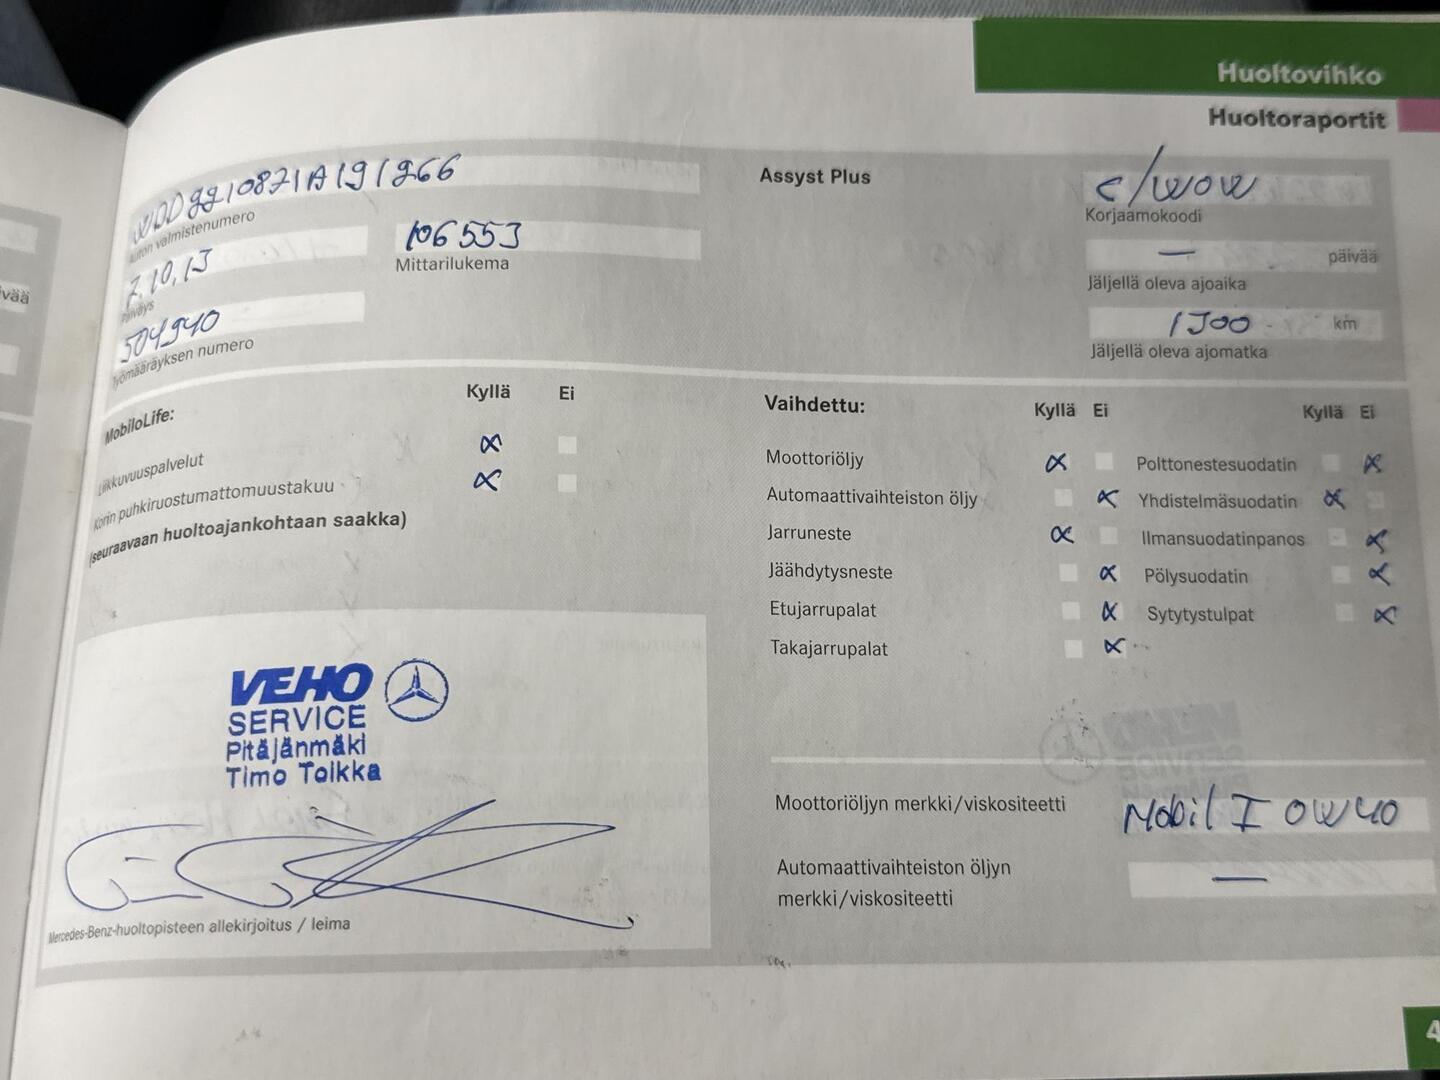 Huoltovihko
Huoltoraportit
WDD2210871A191266
Auton valmistenumero
7.10.13
Päiväys
106553
Mittarilukema
504940
Työmääräyksen numero
Assyst Plus
Korjaamokoodi
— päivää
Jäljellä oleva ajoaika
1500 km
Jäljellä oleva ajomatka
vää
MobiloLife: Kyllä Ei
Liikkuvuuspalvelut x
Korin puhkiruostumattomuustakuu x
(seuraavaan huoltoajankohtaan saakka)
VEHO
SERVICE
Pitäjänmäki
Timo Toikka
Mercedes-Benz-huoltopisteen allekirjoitus / leima
Vaihdettu: Kyllä Ei Kyllä Ei
Moottoriöljy x Polttonestesuodatin x
Automaattivaihteiston öljy x Yhdistelmäsuodatin x
Jarruneste x Ilmansuodatinpanos x
Jäähdytysneste x Pölysuodatin x
Etujarrupalat x Sytytystulpat x
Takajarrupalat x
Moottoriöljyn merkki/viskositeetti Mobil 1 0W40
Automaattivaihteiston öljyn
merkki/viskositeetti —
4